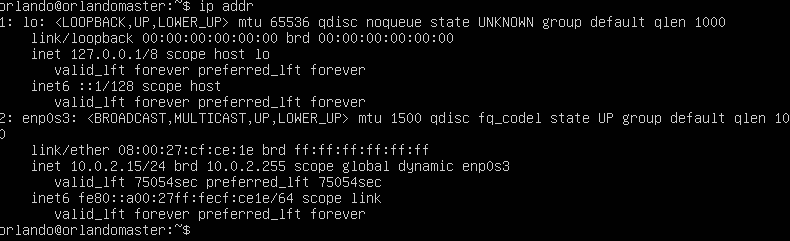 orlando@orlandomaster:~$ ip addr
1: lo: <LOOPBACK,UP,LOWER_UP> mtu 65536 qdisc noqueue state UNKNOWN group default qlen 1000
    link/loopback 00:00:00:00:00:00 brd 00:00:00:00:00:00
    inet 127.0.0.1/8 scope host lo
       valid_lft forever preferred_lft forever
    inet6 ::1/128 scope host
       valid_lft forever preferred_lft forever
2: enp0s3: <BROADCAST,MULTICAST,UP,LOWER_UP> mtu 1500 qdisc fq_codel state UP group default qlen 100
0
    link/ether 08:00:27:cf:ce:1e brd ff:ff:ff:ff:ff:ff
    inet 10.0.2.15/24 brd 10.0.2.255 scope global dynamic enp0s3
       valid_lft 75054sec preferred_lft 75054sec
    inet6 fe80::a00:27ff:fecf:ce1e/64 scope link
       valid_lft forever preferred_lft forever
orlando@orlandomaster:~$